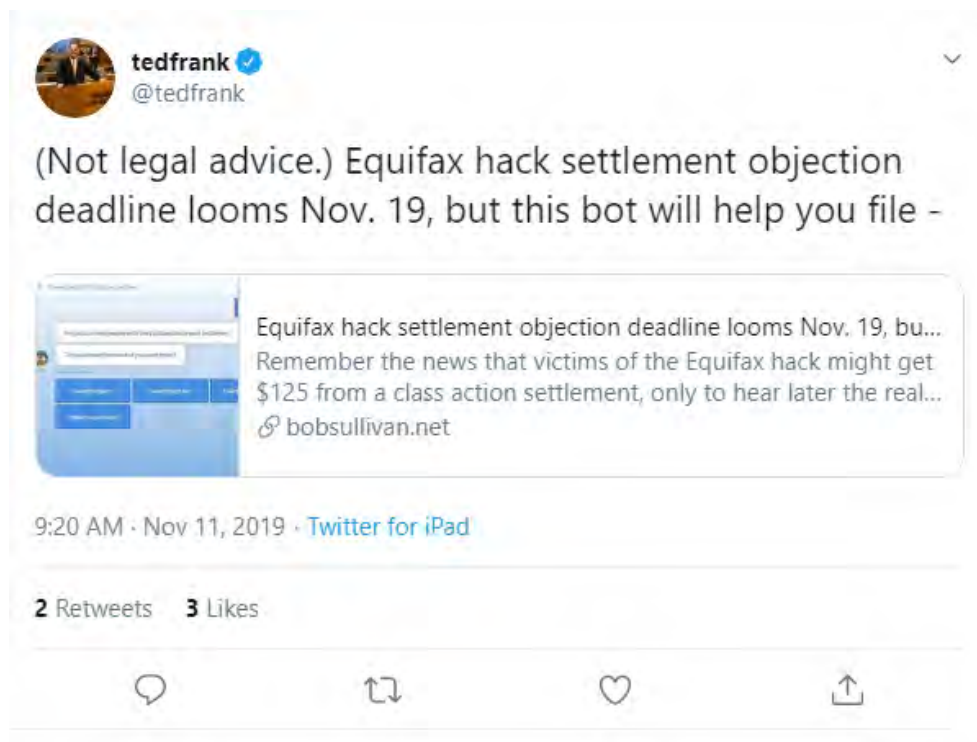 tedfrank
@tedfrank
(Not legal advice.) Equifax hack settlement objection
deadline looms Nov. 19, but this bot will help you file -
Equifax hack settlement objection deadline looms Nov. 19, bu...
Remember the news that victims of the Equifax hack might get
$125 from a class action settlement, only to hear later the real...
bobsullivan.net
9:20 AM · Nov 11, 2019 · Twitter for iPad
2 Retweets 3 Likes